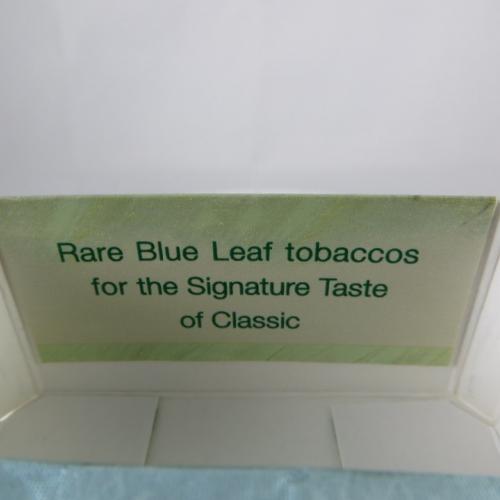 Rare Blue Leaf tobaccos
for the Signature Taste
of Classic